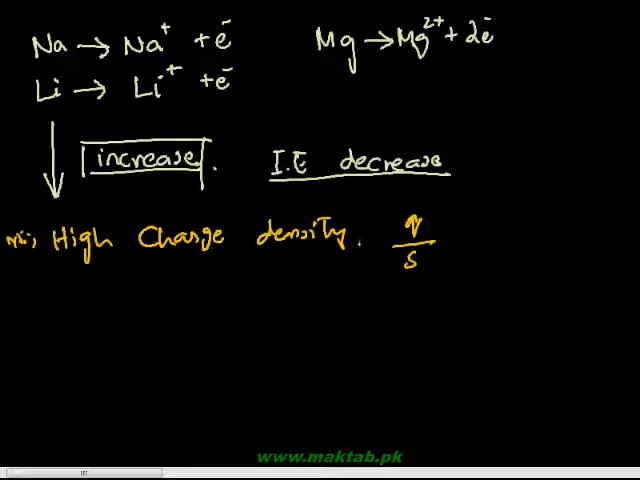 Na → Na⁺ + e⁻ Mg → Mg²⁺ + 2e⁻
Li → Li⁺ + e⁻
increase. I.E decrease
High Charge density. q/s
www.maktab.pk